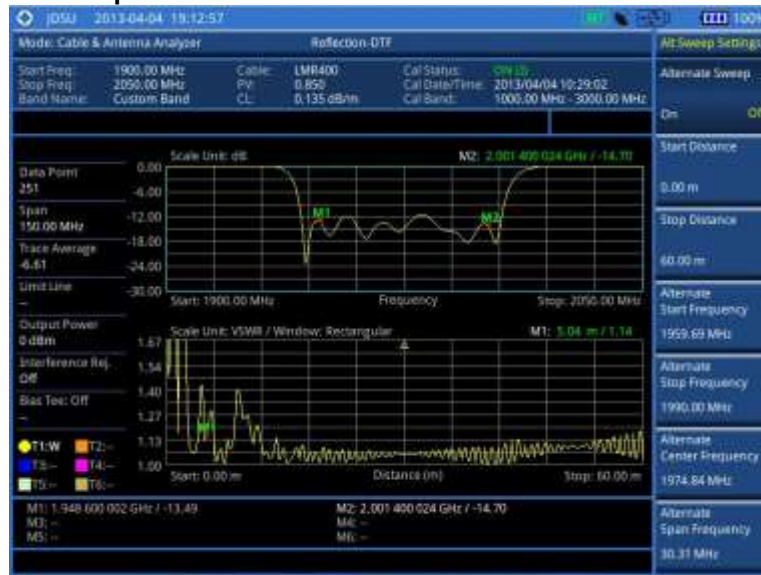 JDSU 2013-04-04 19:12:57 100%
Mode: Cable & Antenna Analyzer Reflection-DTF
Start Freq: 1900.00 MHz Cable: LMR400 Cal Status: ON
Stop Freq: 2050.00 MHz PV: 0.850 Cal Date/Time: 2013/04/04 10:29:02
Band Name: Custom Band CL: 0.135 dB/m Cal Band: 1000.00 MHz - 3000.00 MHz
Data Point
251
Span
150.00 MHz
Trace Average
-6.61
Limit Line
--
Output Power
0 dBm
Interference Rej.
Off
Bias Tee: Off
--
T1:W T2:--
T3:-- T4:--
T5:-- T6:--
Scale Unit: dB M2: 2.001 400 024 GHz / -14.70
0.00
-6.00
-12.00
-18.00
-24.00
-30.00
M1 M2
Start: 1900.00 MHz Frequency Stop: 2050.00 MHz
Scale Unit: VSWR / Window: Rectangular M1: 5.04 m / 1.14
1.67
1.54
1.40
1.27
1.13
1.00
M1
Start: 0.00 m Distance (m) Stop: 60.00 m
M1: 1.948 600 002 GHz / -13.49 M2: 2.001 400 024 GHz / -14.70
M3: -- M4: --
M5: -- M6: --
Alt Sweep Settings
Alternate Sweep
On Of
Start Distance
0.00 m
Stop Distance
60.00 m
Alternate
Start Frequency
1959.69 MHz
Alternate
Stop Frequency
1990.00 MHz
Alternate
Center Frequency
1974.84 MHz
Alternate
Span Frequency
30.31 MHz